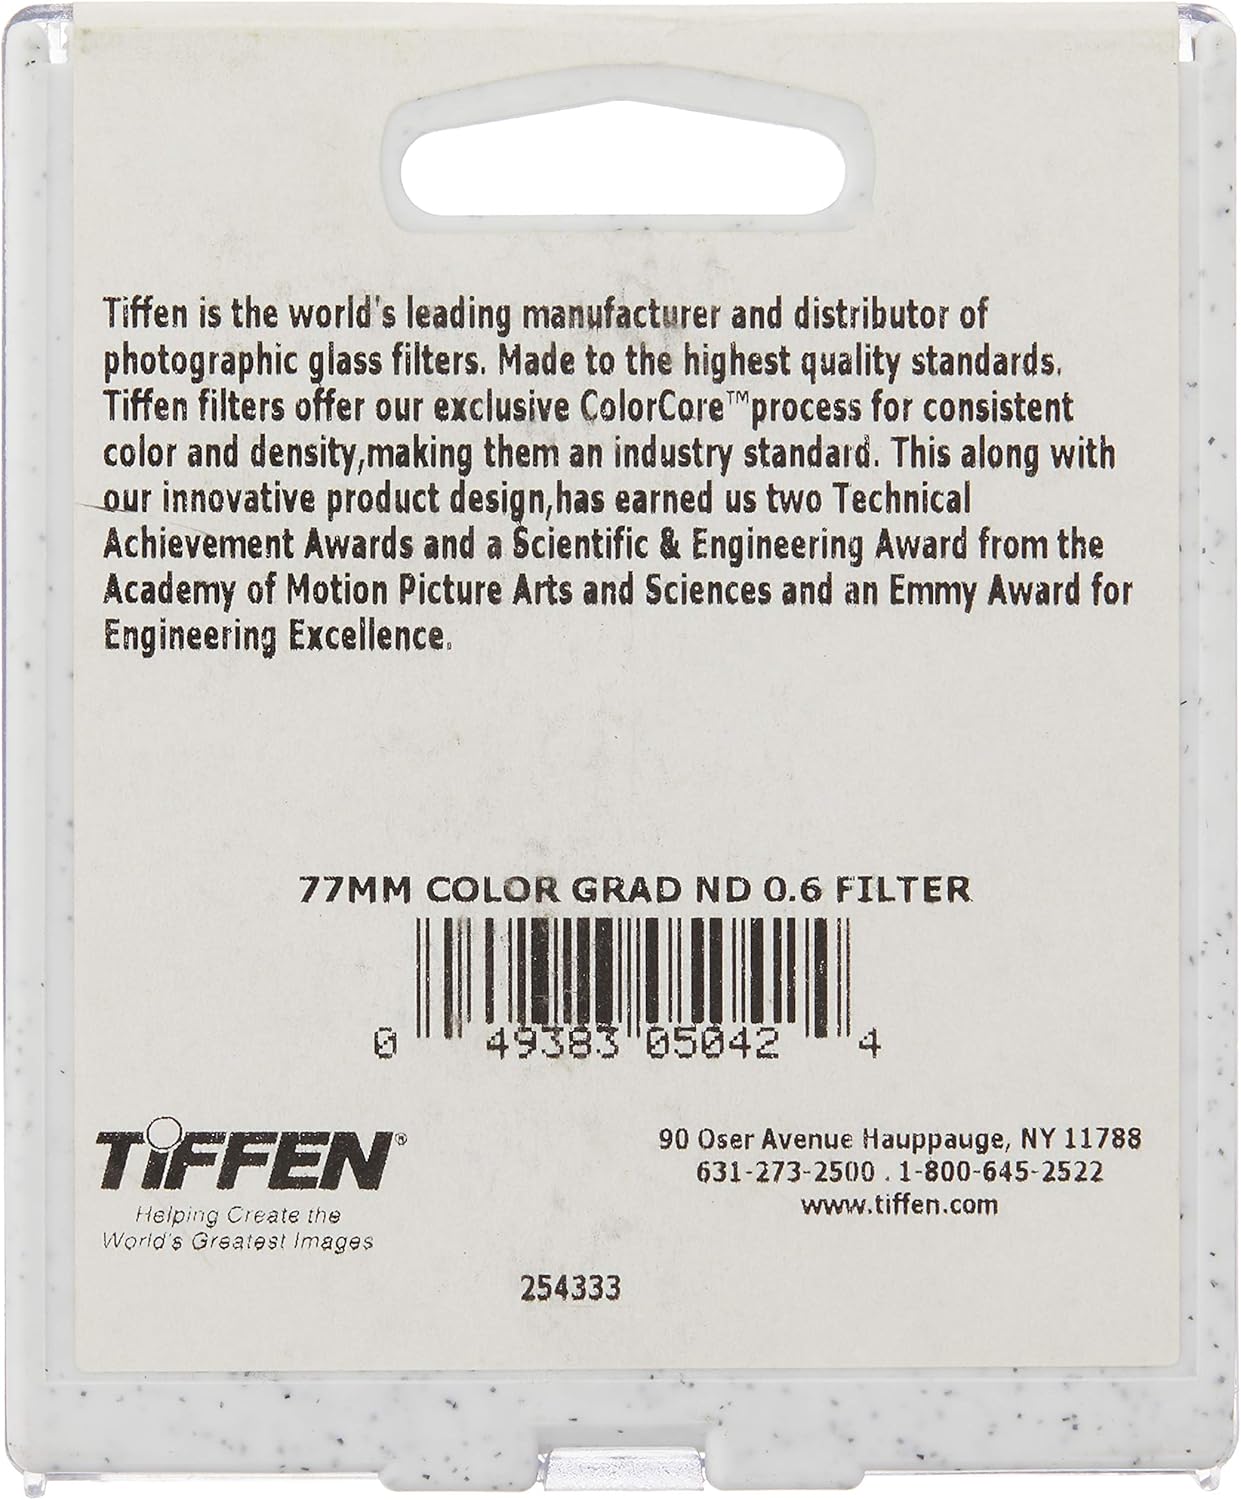 Tiffen is the world's leading manufacturer and distributor of
photographic glass filters. Made to the highest quality standards.
Tiffen filters offer our exclusive ColorCore™process for consistent
color and density,making them an industry standard. This along with
our innovative product design,has earned us two Technical
Achievement Awards and a Scientific & Engineering Award from the
Academy of Motion Picture Arts and Sciences and an Emmy Award for
Engineering Excellence.
77MM COLOR GRAD ND 0.6 FILTER
0 49383 05042 4
TiFFEN®
Helping Create the
World's Greatest Images
90 Oser Avenue Hauppauge, NY 11788
631-273-2500 . 1-800-645-2522
www.tiffen.com
254333